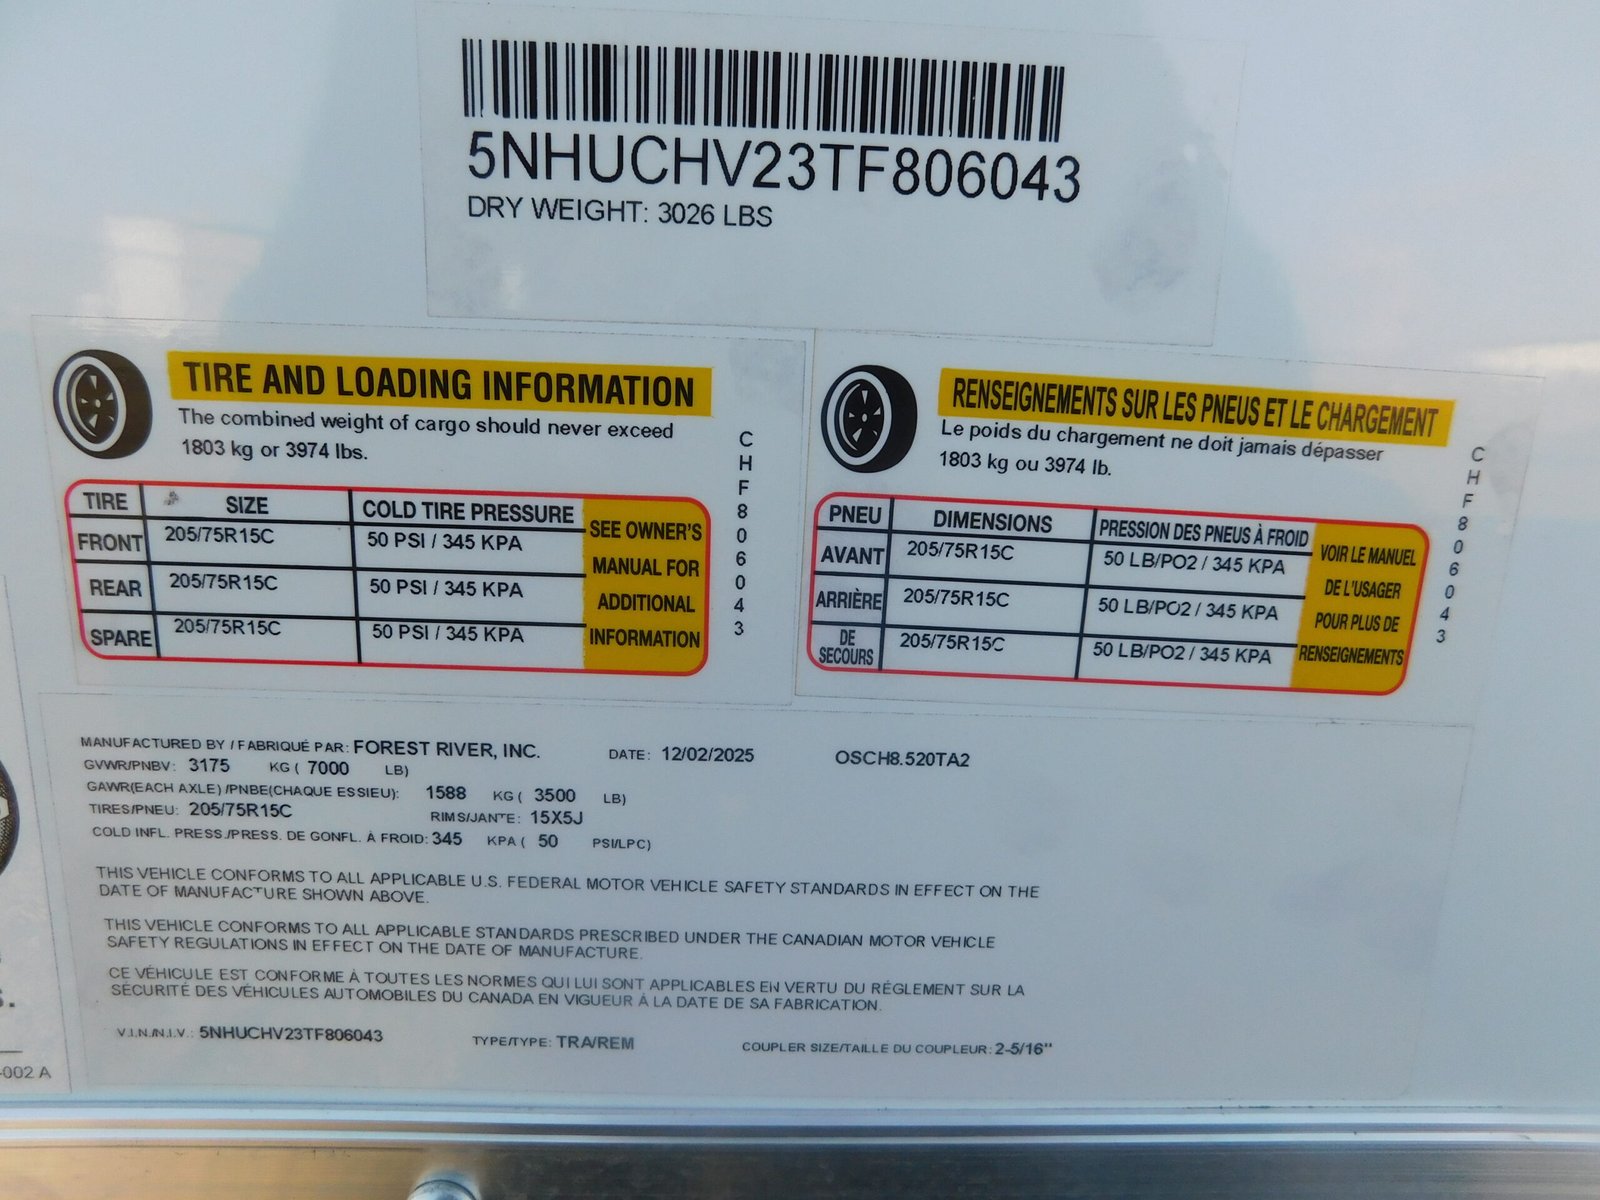 5NHUCHV23TF806043
DRY WEIGHT: 3026 LBS
TIRE AND LOADING INFORMATION
The combined weight of cargo should never exceed
1803 kg or 3974 lbs.
TIRE SIZE COLD TIRE PRESSURE
FRONT 205/75R15C 50 PSI / 345 KPA
REAR 205/75R15C 50 PSI / 345 KPA
SPARE 205/75R15C 50 PSI / 345 KPA
SEE OWNER'S
MANUAL FOR
ADDITIONAL
INFORMATION
CHF806043
RENSEIGNEMENTS SUR LES PNEUS ET LE CHARGEMENT
Le poids du chargement ne doit jamais dépasser
1803 kg ou 3974 lb.
PNEU DIMENSIONS PRESSION DES PNEUS À FROID
AVANT 205/75R15C 50 LB/PO2 / 345 KPA
ARRIÈRE 205/75R15C 50 LB/PO2 / 345 KPA
DE SECOURS 205/75R15C 50 LB/PO2 / 345 KPA
VOIR LE MANUEL
DE L'USAGER
POUR PLUS DE
RENSEIGNEMENTS
CHF806043
MANUFACTURED BY / FABRIQUÉ PAR: FOREST RIVER, INC. DATE: 12/02/2025 OSCH8.520TA2
GVWR/PNBV: 3175 KG ( 7000 LB)
GAWR(EACH AXLE) /PNBE(CHAQUE ESSIEU): 1588 KG ( 3500 LB)
TIRES/PNEU: 205/75R15C RIMS/JANTE: 15X5J
COLD INFL. PRESS./PRESS. DE GONFL. À FROID: 345 KPA ( 50 PSI/LPC)
THIS VEHICLE CONFORMS TO ALL APPLICABLE U.S. FEDERAL MOTOR VEHICLE SAFETY STANDARDS IN EFFECT ON THE
DATE OF MANUFACTURE SHOWN ABOVE.
THIS VEHICLE CONFORMS TO ALL APPLICABLE STANDARDS PRESCRIBED UNDER THE CANADIAN MOTOR VEHICLE
SAFETY REGULATIONS IN EFFECT ON THE DATE OF MANUFACTURE.
CE VÉHICULE EST CONFORME À TOUTES LES NORMES QUI LUI SONT APPLICABLES EN VERTU DU RÉGLEMENT SUR LA
SÉCURITÉ DES VÉHICULES AUTOMOBILES DU CANADA EN VIGUEUR À LA DATE DE SA FABRICATION.
V.I.N./N.I.V.: 5NHUCHV23TF806043 TYPE/TYPE: TRA/REM COUPLER SIZE/TAILLE DU COUPLEUR: 2-5/16"
-002 A